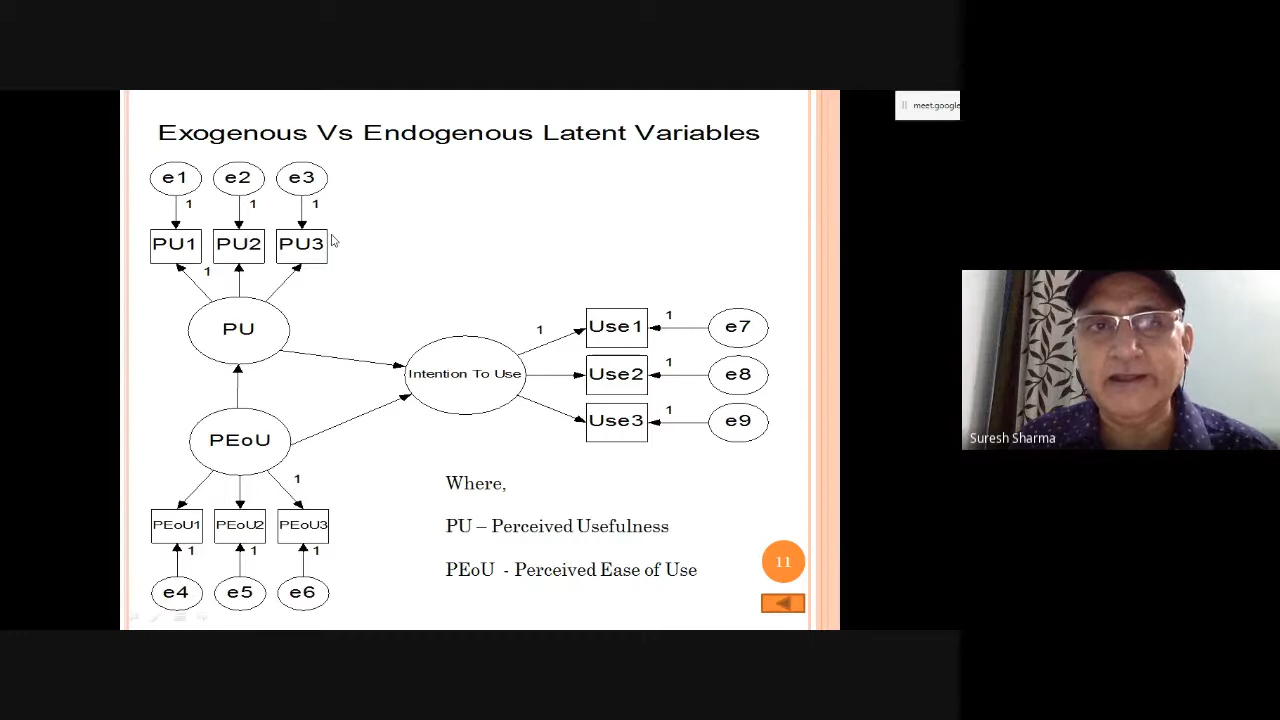 meet.google
Exogenous Vs Endogenous Latent Variables
e1 e2 e3
1 1 1
PU1 PU2 PU3
1
PU
PEoU
Intention To Use
1
Use1 1 e7
Use2 1 e8
Use3 1 e9
1
PEoU1 PEoU2 PEoU3
1 1 1
e4 e5 e6
Where,
PU – Perceived Usefulness
PEoU - Perceived Ease of Use
11
Suresh Sharma